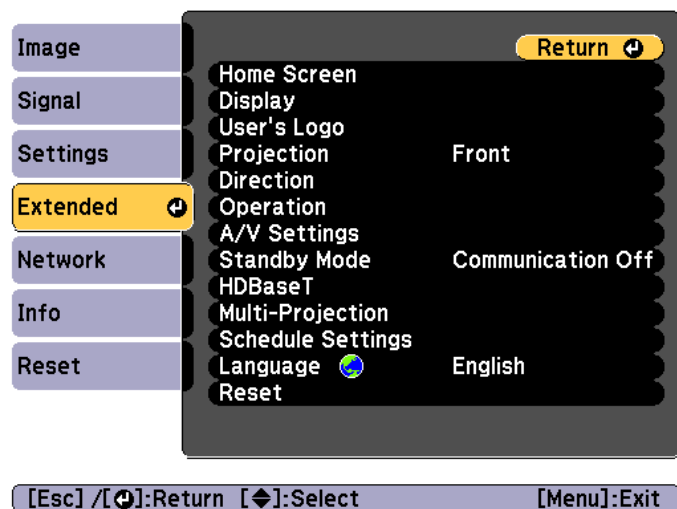 Image
Signal
Settings
Extended
Network
Info
Reset
Return
Home Screen
Display
User's Logo
Projection Front
Direction
Operation
A/V Settings
Standby Mode Communication Off
HDBaseT
Multi-Projection
Schedule Settings
Language English
Reset
[Esc] /[⏎]:Return [◆]:Select [Menu]:Exit